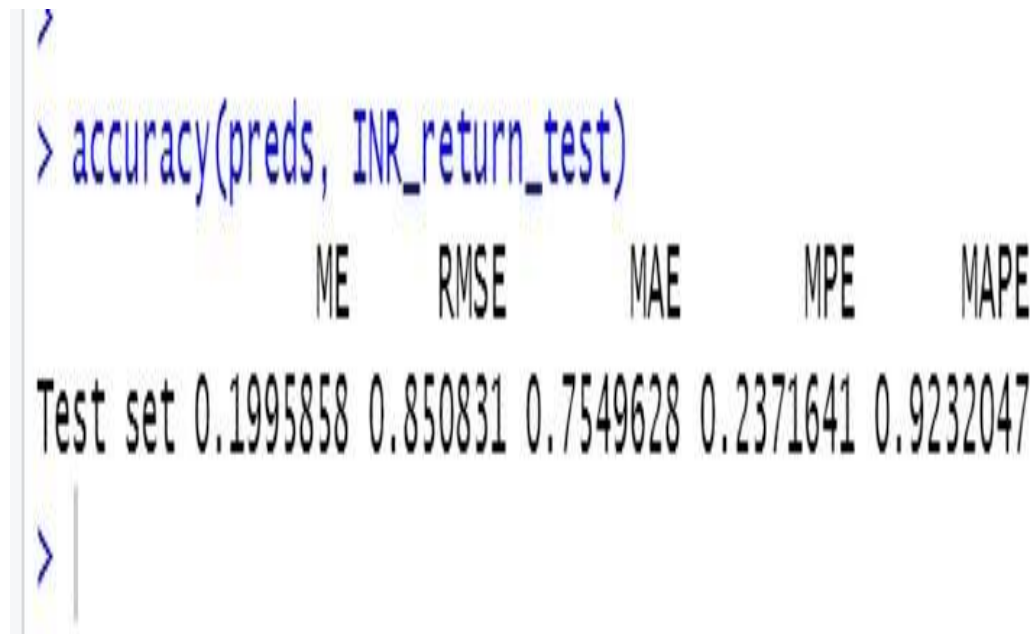 >
> accuracy(preds, INR_return_test)
ME RMSE MAE MPE MAPE
Test set 0.1995858 0.850831 0.7549628 0.2371641 0.9232047
>